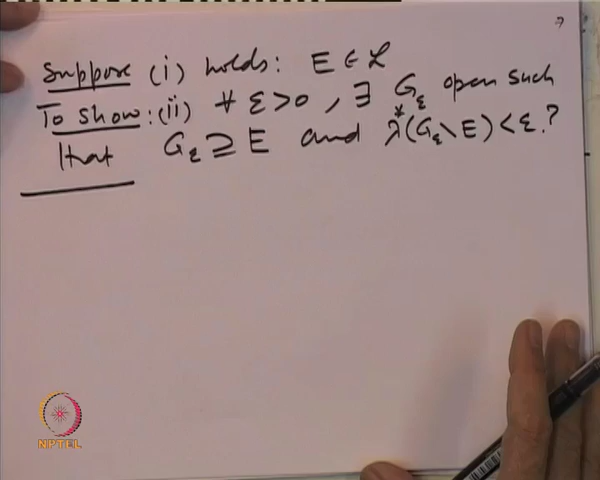 Suppose (i) holds: E ∈ 𝓛
To show: (ii) ∀ ε > 0, ∃ G_ε open such
that G_ε ⊇ E and λ*(G_ε \ E) < ε.?
NPTEL